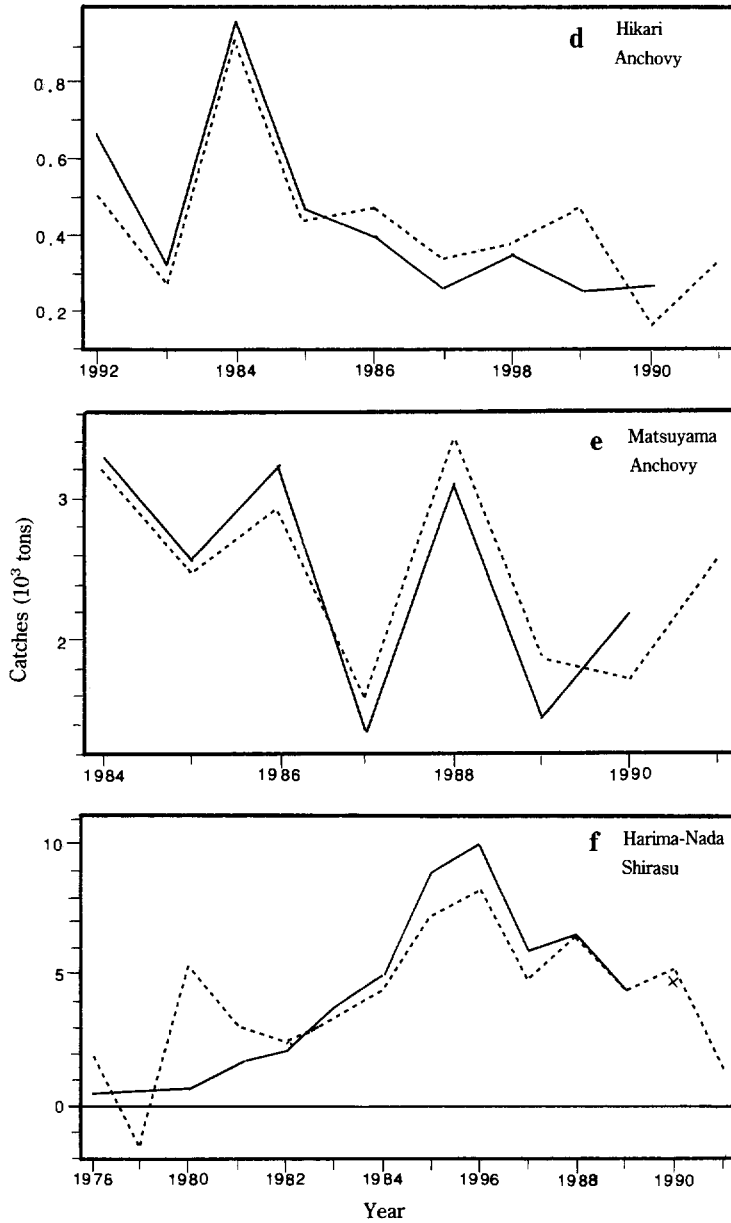 d Hikari
Anchovy
0.8
0.6
0.4
0.2
1992 1984 1986 1998 1990
e Matsuyama
Anchovy
3
2
Catches (10³ tons)
1984 1986 1988 1990
f Harima-Nada
Shirasu
10
5
0
1976 1980 1982 1984 1996 1988 1990
Year